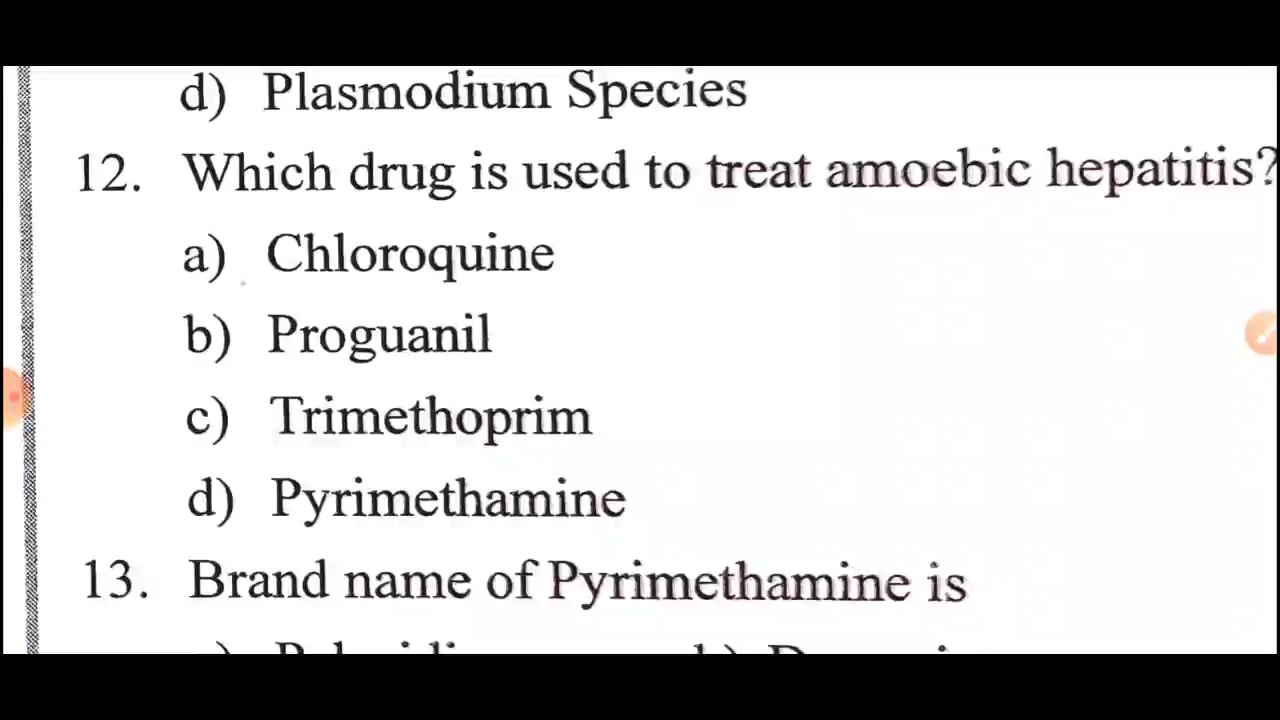 d) Plasmodium Species
12. Which drug is used to treat amoebic hepatitis?
a) Chloroquine
b) Proguanil
c) Trimethoprim
d) Pyrimethamine
13. Brand name of Pyrimethamine is